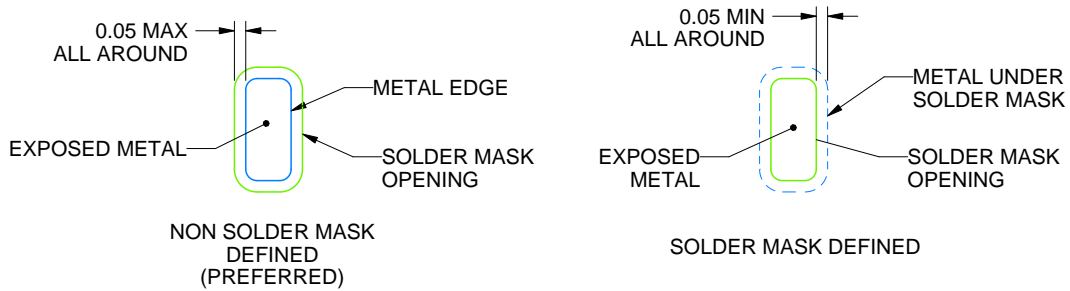 0.05 MAX
ALL AROUND
METAL EDGE
EXPOSED METAL
SOLDER MASK
OPENING
NON SOLDER MASK
DEFINED
(PREFERRED)
0.05 MIN
ALL AROUND
METAL UNDER
SOLDER MASK
EXPOSED
METAL
SOLDER MASK
OPENING
SOLDER MASK DEFINED